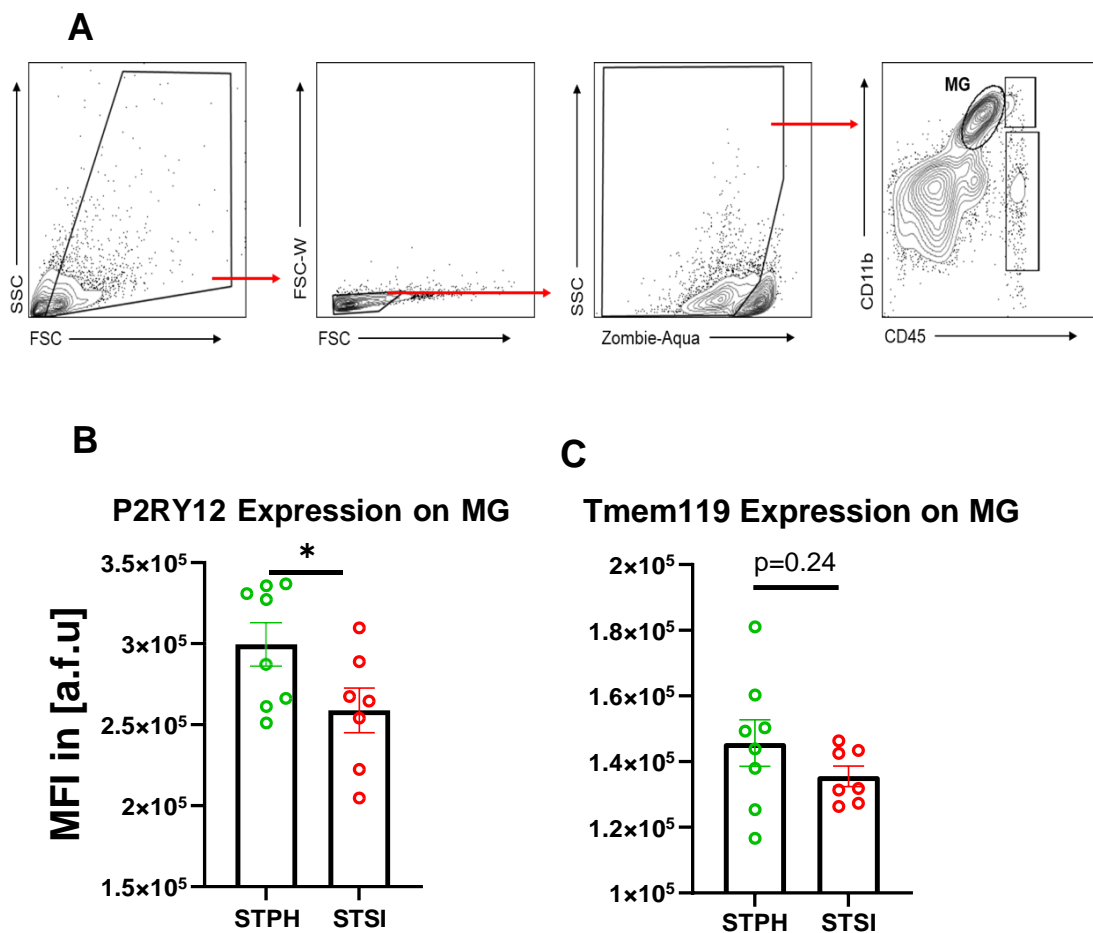 A
SSC
FSC
FSC-W
FSC
SSC
Zombie-Aqua
CD11b
MG
CD45
B
P2RY12 Expression on MG
MFI in [a.f.u]
3.5×10⁵
3×10⁵
2.5×10⁵
2×10⁵
1.5×10⁵
*
STPH
STSI
C
Tmem119 Expression on MG
2×10⁵
1.8×10⁵
1.6×10⁵
1.4×10⁵
1.2×10⁵
1×10⁵
p=0.24
STPH
STSI